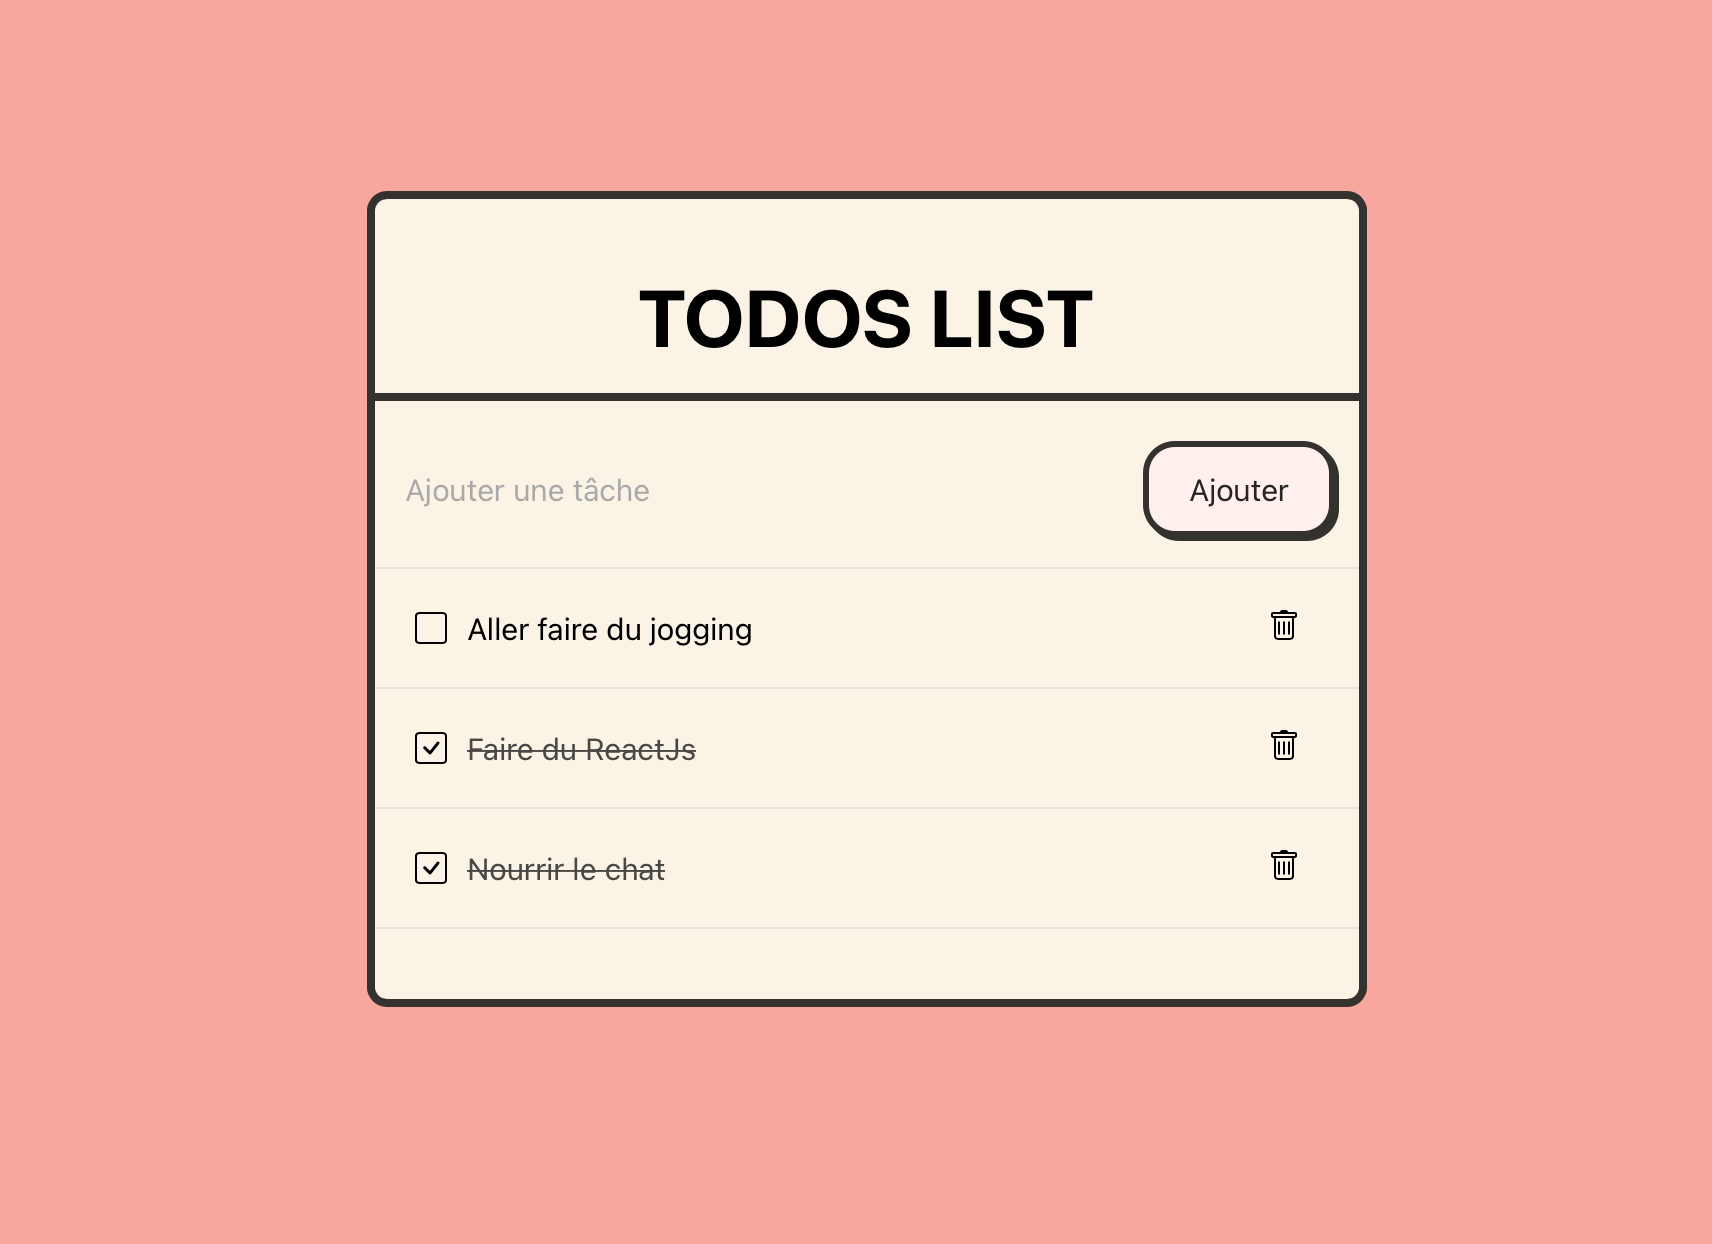 TODOS LIST
Ajouter une tâche
Ajouter
Aller faire du jogging
Faire du ReactJs
Nourrir le chat